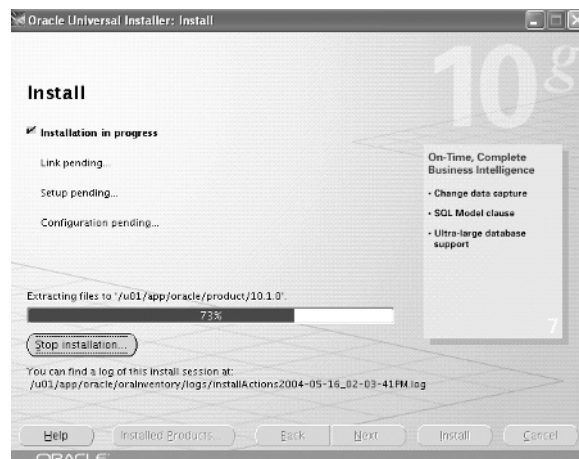 Oracle Universal Installer: Install
10g
Install
Installation in progress
Link pending...
Setup pending...
Configuration pending...
On-Time, Complete
Business Intelligence
• Change data capture
• SQL Model clause
• Ultra-large database
support
7
Extracting files to '/u01/app/oracle/product/10.1.0'.
73%
Stop installation...
You can find a log of this install session at:
/u01/app/oracle/oraInventory/logs/installActions2004-05-16_02-03-41PM.log
Help Installed Products... Back Next Install Cancel
ORACLE